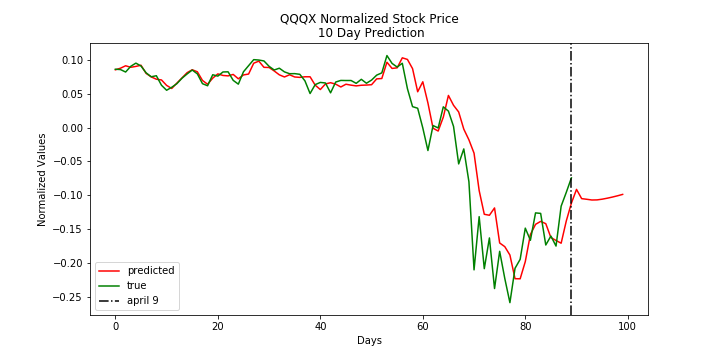 QQQX Normalized Stock Price
10 Day Prediction
0.10
0.05
0.00
−0.05
−0.10
−0.15
−0.20
−0.25
Normalized Values
predicted
true
april 9
0 20 40 60 80 100
Days